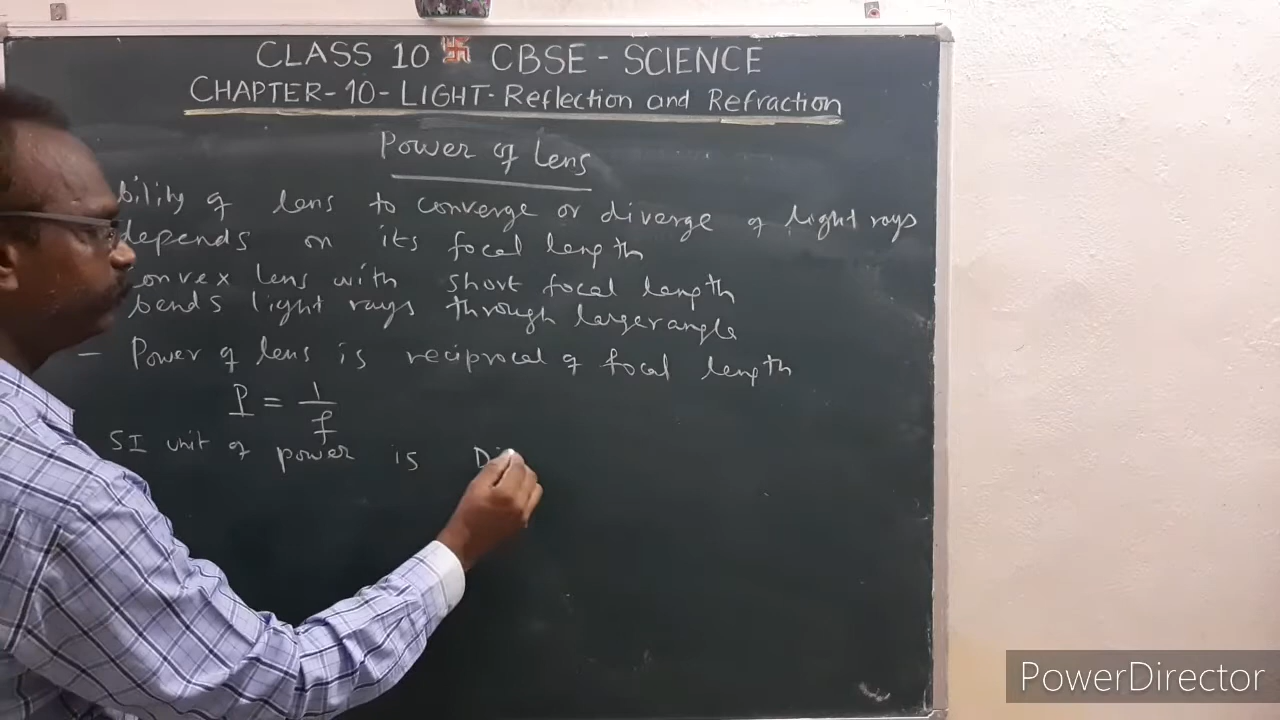 CLASS 10 卐 CBSE - SCIENCE
CHAPTER - 10 - LIGHT - Reflection and Refraction
Power of Lens
bility of lens to converge or diverge of light rays
depends on its focal length
onvex lens with short focal length
bends light rays through larger angle
- Power of lens is reciprocal of focal length
P = 1/f
SI unit of power is Di
PowerDirector